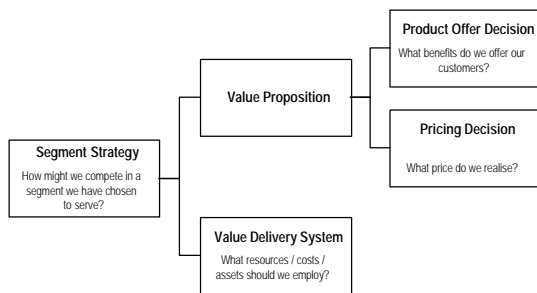 Product Offer Decision
What benefits do we offer our
customers?
Value Proposition
Pricing Decision
What price do we realise?
Segment Strategy
How might we compete in a
segment we have chosen
to serve?
Value Delivery System
What resources / costs /
assets should we employ?